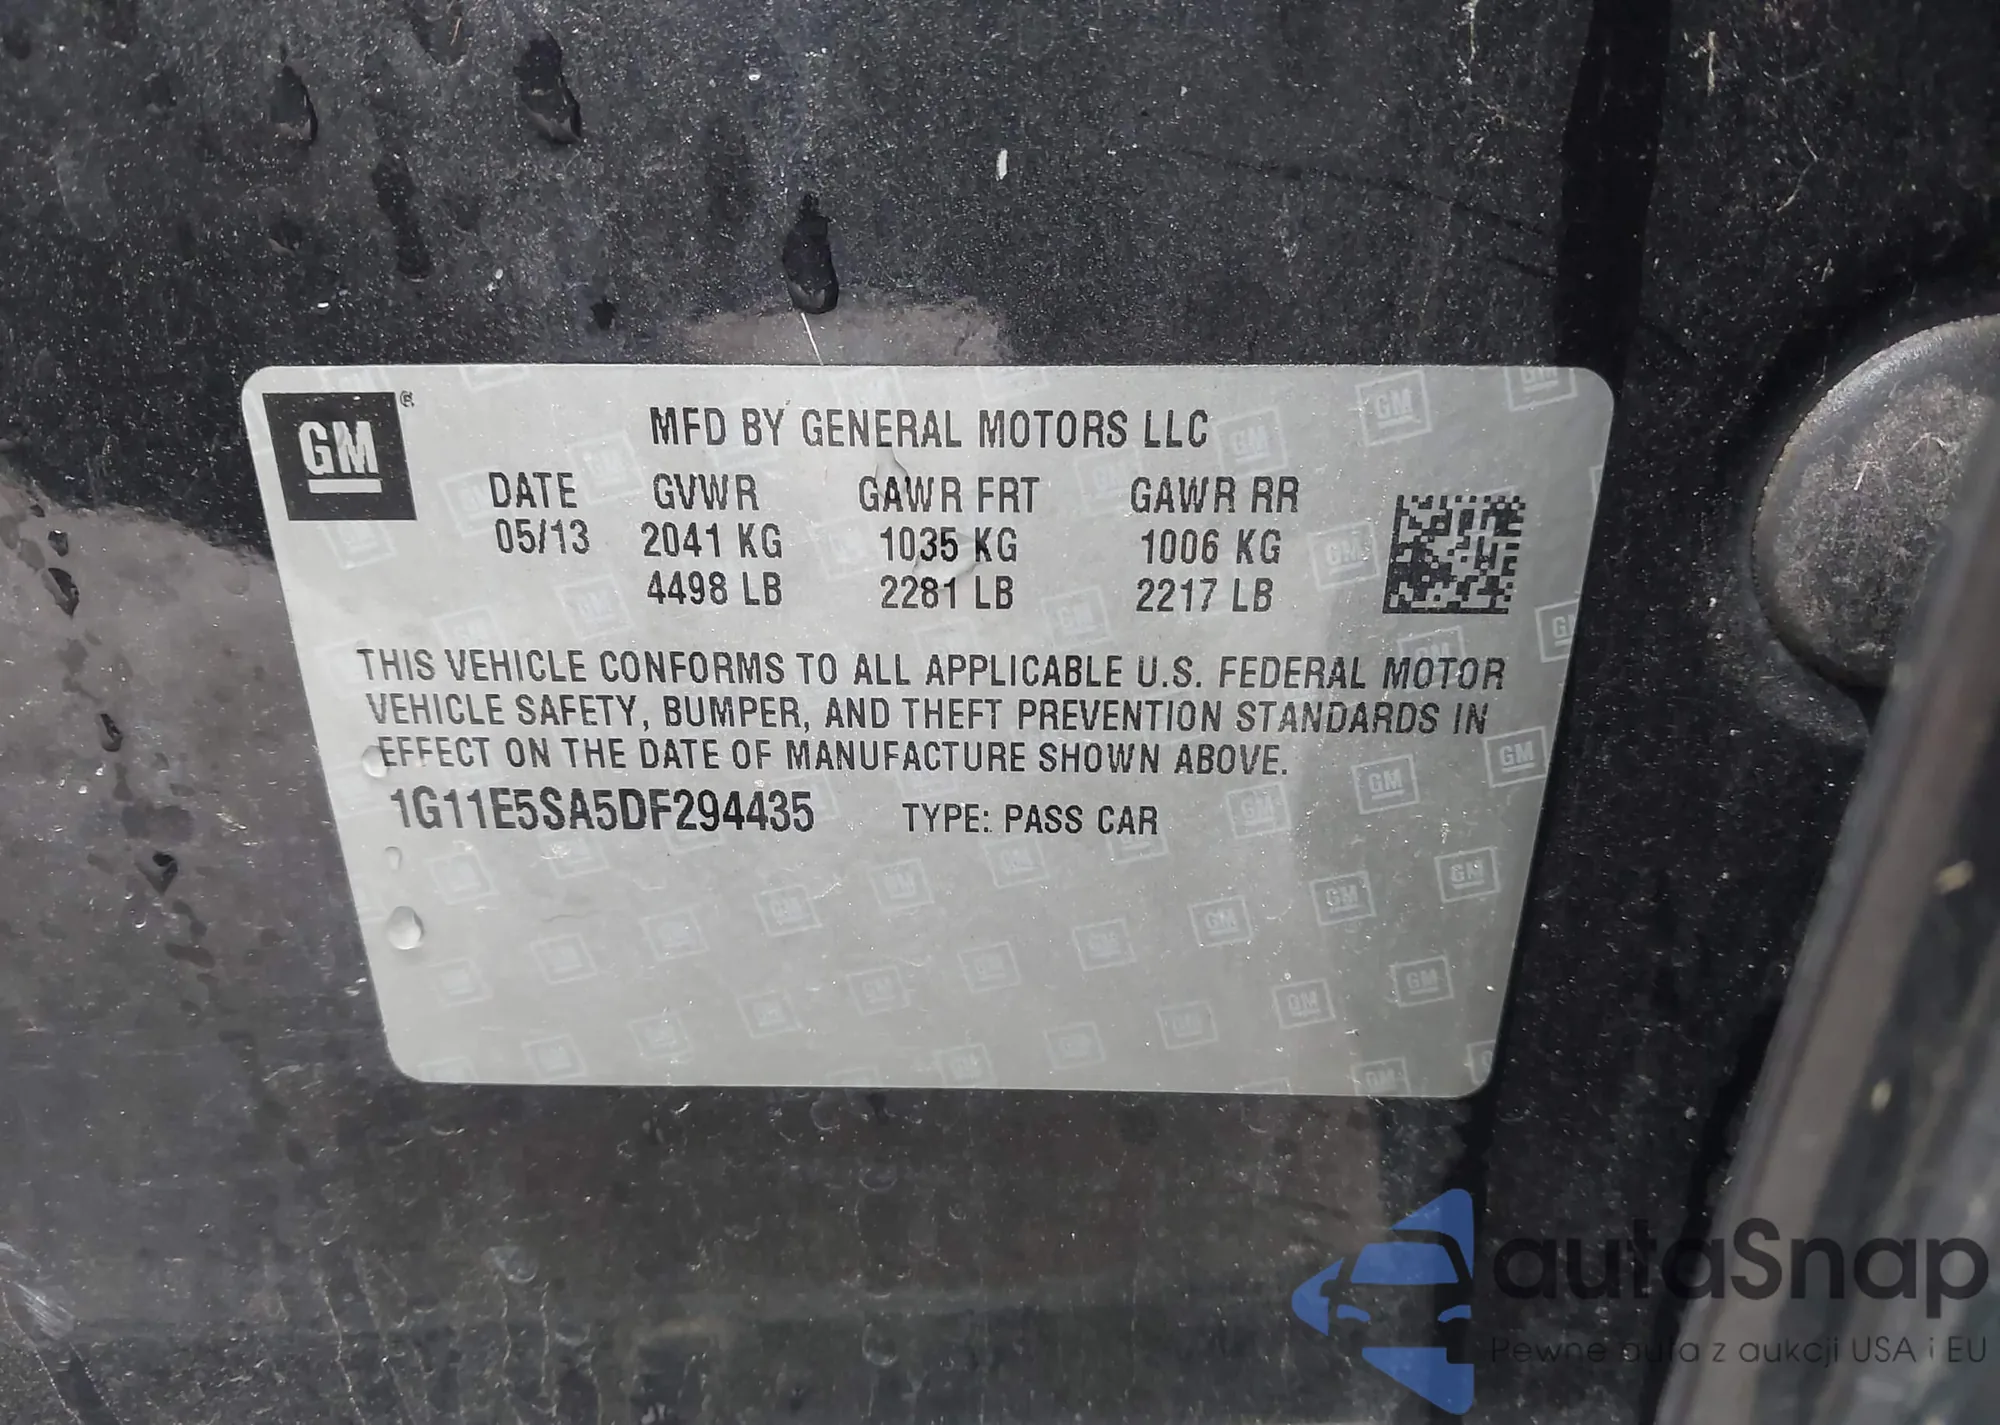 GM ®
MFD BY GENERAL MOTORS LLC
DATE GVWR GAWR FRT GAWR RR
05/13 2041 KG 1035 KG 1006 KG
4498 LB 2281 LB 2217 LB
THIS VEHICLE CONFORMS TO ALL APPLICABLE U.S. FEDERAL MOTOR
VEHICLE SAFETY, BUMPER, AND THEFT PREVENTION STANDARDS IN
EFFECT ON THE DATE OF MANUFACTURE SHOWN ABOVE.
1G11E5SA5DF294435 TYPE: PASS CAR
autaSnap
Pewne auta z aukcji USA i EU